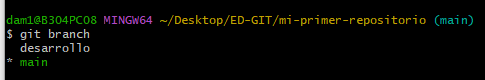 dam1@B304PC08 MINGW64 ~/Desktop/ED-GIT/mi-primer-repositorio (main)
$ git branch
  desarrollo
* main